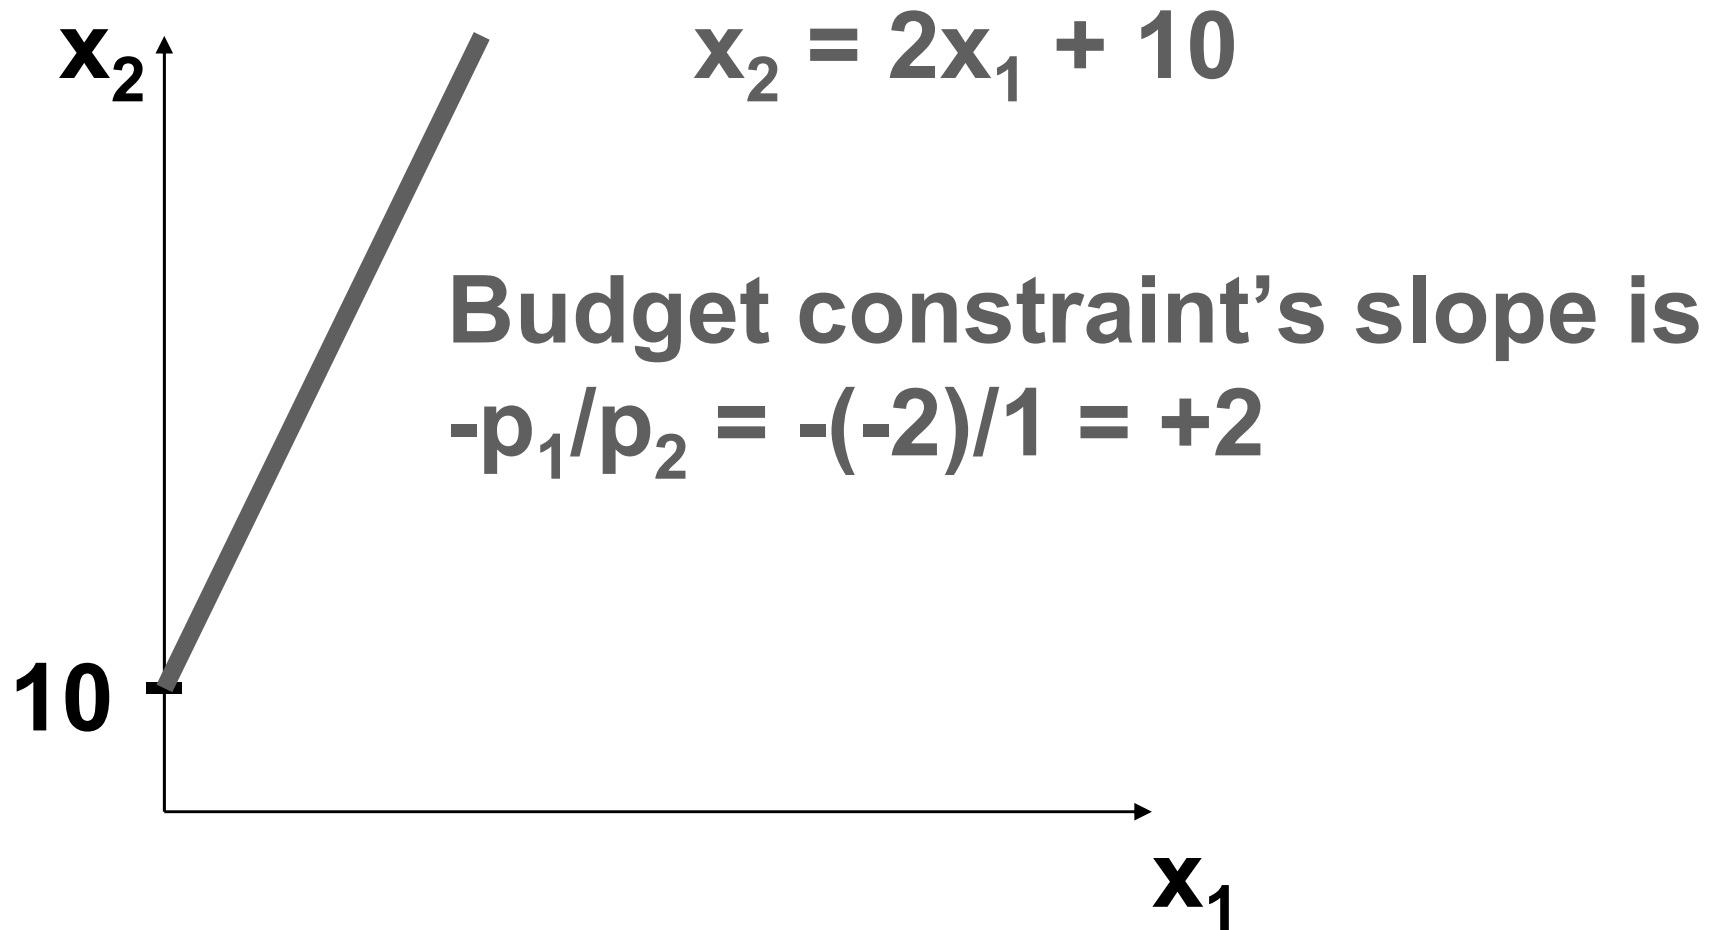 x₂
x₂ = 2x₁ + 10
Budget constraint’s slope is
-p₁/p₂ = -(-2)/1 = +2
10
x₁